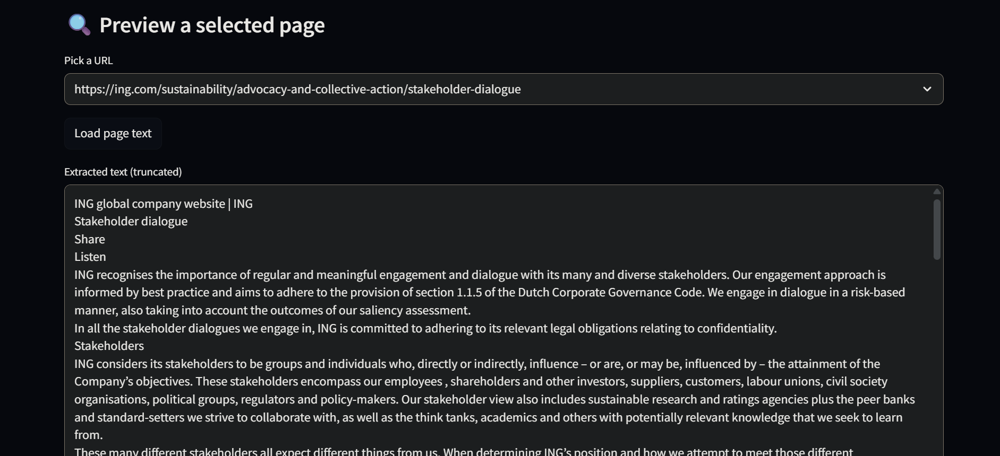 Preview a selected page
Pick a URL
https://ing.com/sustainability/advocacy-and-collective-action/stakeholder-dialogue
Load page text
Extracted text (truncated)
ING global company website | ING
Stakeholder dialogue
Share
Listen
ING recognises the importance of regular and meaningful engagement and dialogue with its many and diverse stakeholders. Our engagement approach is
informed by best practice and aims to adhere to the provision of section 1.1.5 of the Dutch Corporate Governance Code. We engage in dialogue in a risk-based
manner, also taking into account the outcomes of our saliency assessment.
In all the stakeholder dialogues we engage in, ING is committed to adhering to its relevant legal obligations relating to confidentiality.
Stakeholders
ING considers its stakeholders to be groups and individuals who, directly or indirectly, influence – or are, or may be, influenced by – the attainment of the
Company’s objectives. These stakeholders encompass our employees , shareholders and other investors, suppliers, customers, labour unions, civil society
organisations, political groups, regulators and policy-makers. Our stakeholder view also includes sustainable research and ratings agencies plus the peer banks
and standard-setters we strive to collaborate with, as well as the think tanks, academics and others with potentially relevant knowledge that we seek to learn
from.
These many different stakeholders all expect different things from us. When determining ING’s position and how we attempt to meet those different